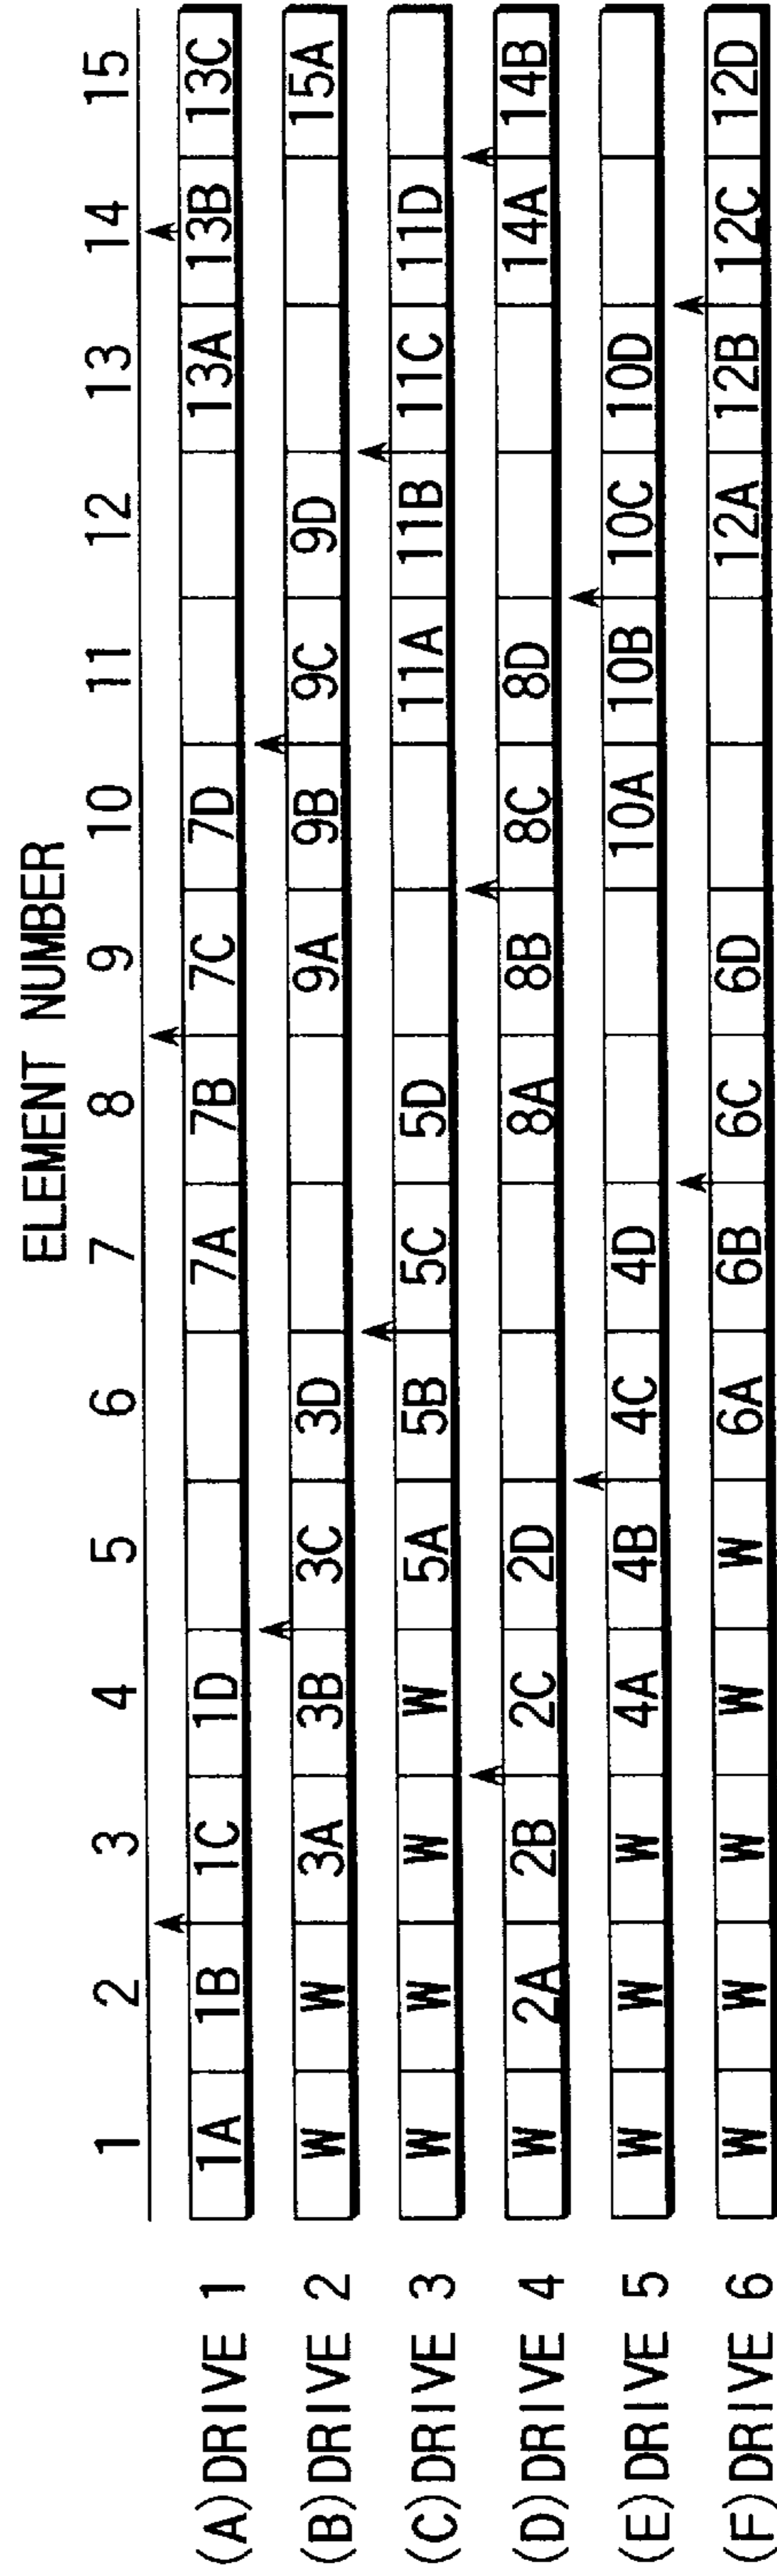 ELEMENT NUMBER
1 2 3 4 5 6 7 8 9 10 11 12 13 14 15
(A) DRIVE 1 1A 1B 1C 1D 7A 7B 7C 7D 13A 13B 13C
(B) DRIVE 2 W W 3A 3B 3C 3D 9A 9B 9C 9D 15A
(C) DRIVE 3 W W W W 5A 5B 5C 5D 11A 11B 11C 11D
(D) DRIVE 4 W 2A 2B 2C 2D 8A 8B 8C 8D 14A 14B
(E) DRIVE 5 W W W 4A 4B 4C 4D 10A 10B 10C 10D
(F) DRIVE 6 W W W W W 6A 6B 6C 6D 12A 12B 12C 12D